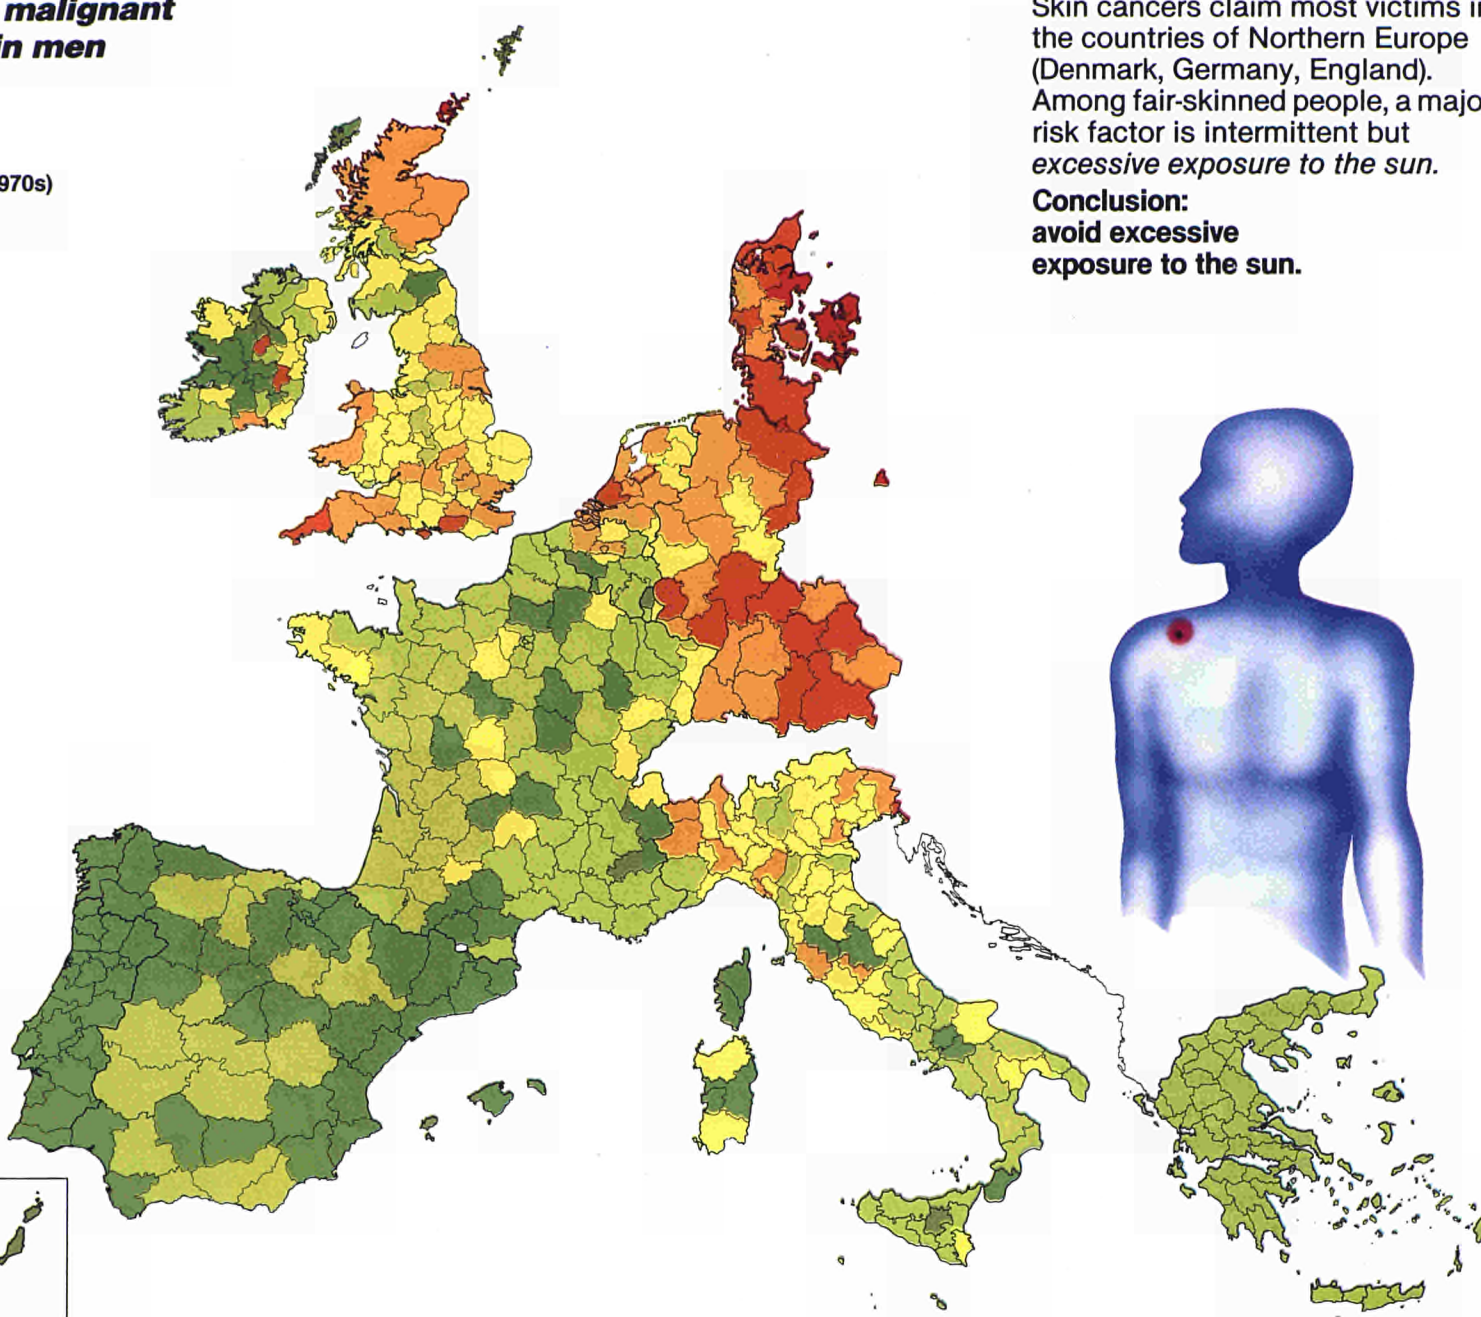 malignant
in men
970s)
Skin cancers claim most victims in
the countries of Northern Europe
(Denmark, Germany, England).
Among fair-skinned people, a majo
risk factor is intermittent but
excessive exposure to the sun.
Conclusion:
avoid excessive
exposure to the sun.